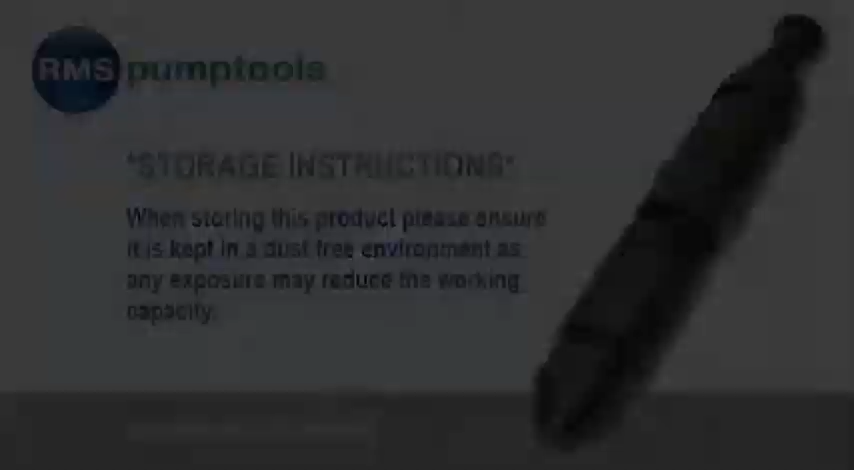 RMS pumptools
*STORAGE INSTRUCTIONS*
When storing this product please ensure
it is kept in a dust free environment as
any exposure may reduce the working
capacity.